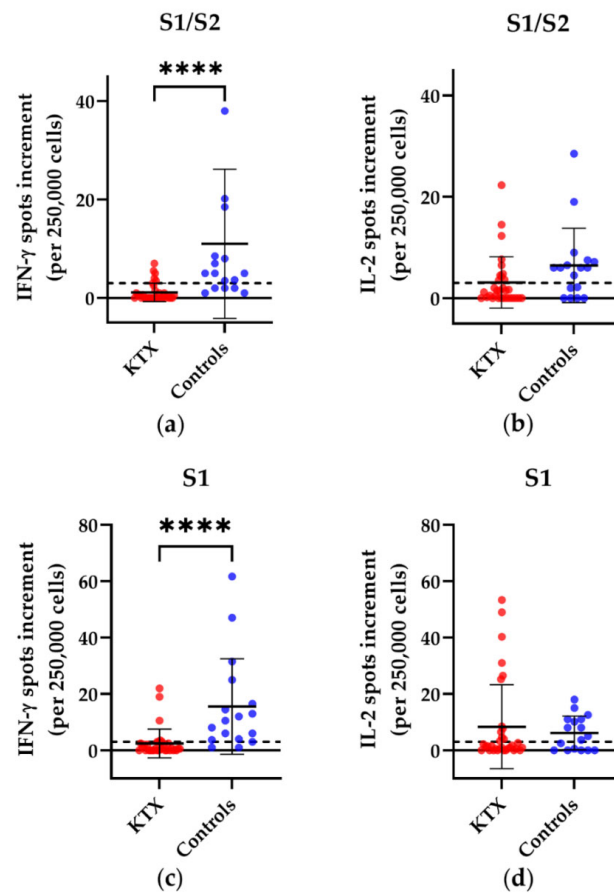 S1/S2
S1/S2
****
IFN-γ spots increment
(per 250,000 cells)
40
20
0
KTX
Controls
(a)
IL-2 spots increment
(per 250,000 cells)
40
20
0
KTX
Controls
(b)
S1
S1
****
IFN-γ spots increment
(per 250,000 cells)
80
60
40
20
0
KTX
Controls
(c)
IL-2 spots increment
(per 250,000 cells)
80
60
40
20
0
KTX
Controls
(d)